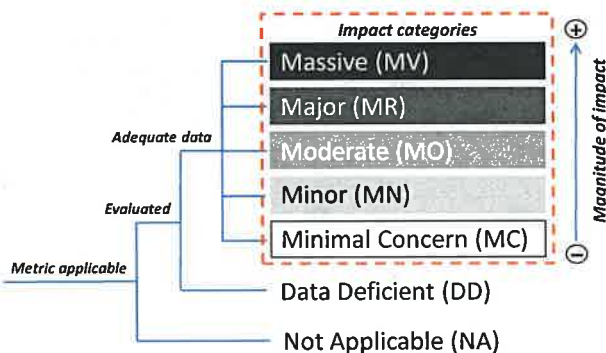 Impact categories
Massive (MV)
Major (MR)
Adequate data
Moderate (MO)
Evaluated
Minor (MN)
Minimal Concern (MC)
Metric applicable
Data Deficient (DD)
Not Applicable (NA)
+
Magnitude of impact
−